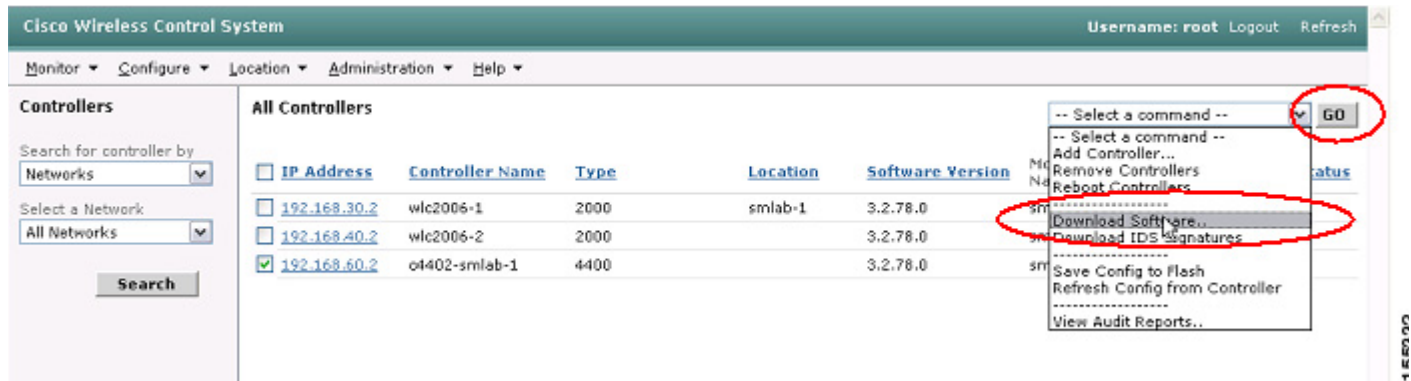 Cisco Wireless Control System Username: root Logout Refresh
Monitor Configure Location Administration Help
Controllers
Search for controller by
Networks
Select a Network
All Networks
Search
All Controllers
-- Select a command -- GO
-- Select a command --
Add Controller...
Remove Controllers
Reboot Controllers
------------------
Download Software..
Download IDS Signatures
------------------
Save Config to Flash
Refresh Config from Controller
------------------
View Audit Reports..
IP Address Controller Name Type Location Software Version
192.168.30.2 wlc2006-1 2000 smlab-1 3.2.78.0
192.168.40.2 wlc2006-2 2000 3.2.78.0
192.168.60.2 o4402-smlab-1 4400 3.2.78.0